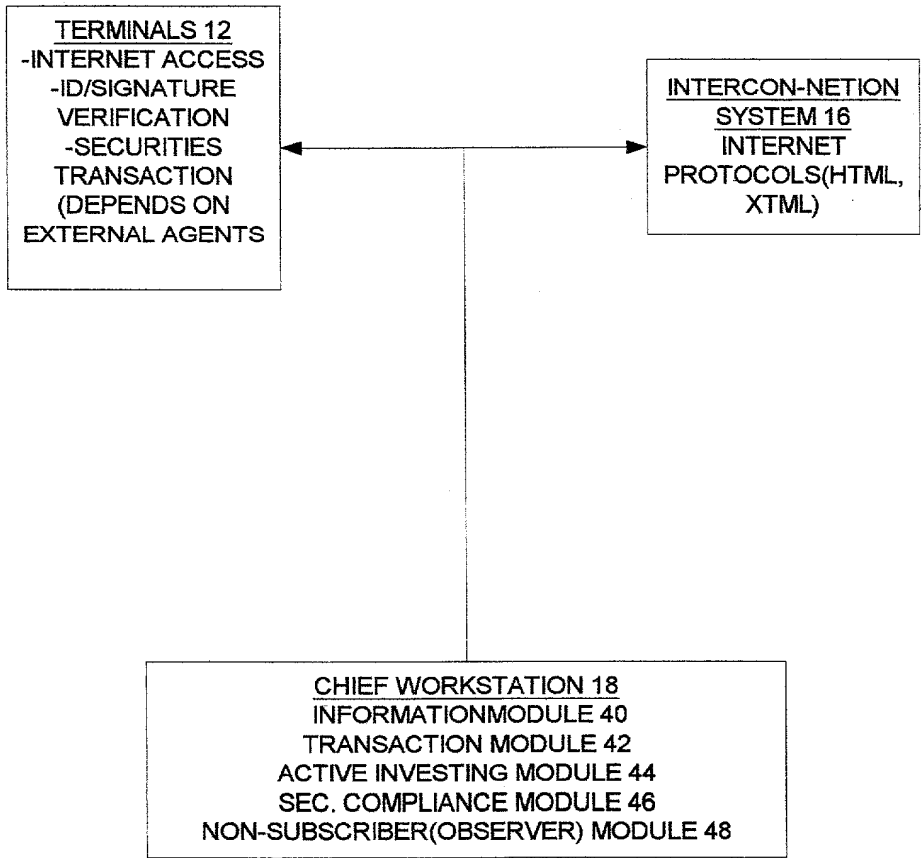 TERMINALS 12
-INTERNET ACCESS
-ID/SIGNATURE
VERIFICATION
-SECURITIES
TRANSACTION
(DEPENDS ON
EXTERNAL AGENTS
INTERCON-NETION
SYSTEM 16
INTERNET
PROTOCOLS(HTML,
XTML)
CHIEF WORKSTATION 18
INFORMATIONMODULE 40
TRANSACTION MODULE 42
ACTIVE INVESTING MODULE 44
SEC. COMPLIANCE MODULE 46
NON-SUBSCRIBER(OBSERVER) MODULE 48